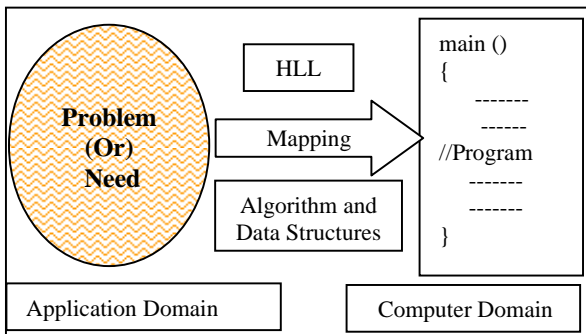 Problem
(Or)
Need
HLL
Mapping
Algorithm and
Data Structures
main ()
{
-------
------
//Program
-------
-------
}
Application Domain
Computer Domain